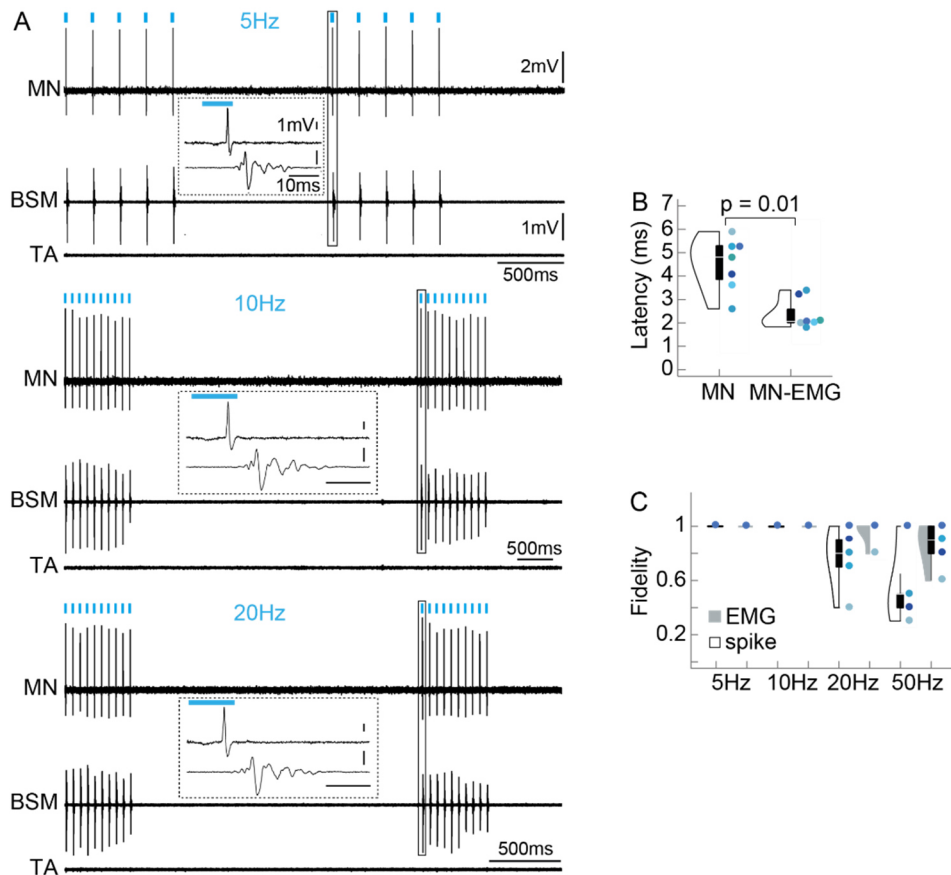 A
5Hz
2mV
MN
1mV
10ms
BSM
1mV
TA
500ms
10Hz
MN
BSM
500ms
TA
20Hz
MN
BSM
500ms
TA
B
7
p = 0.01
6
5
4
3
2
1
0
Latency (ms)
MN MN-EMG
C
1
0.6
0.2
Fidelity
EMG
spike
5Hz 10Hz 20Hz 50Hz